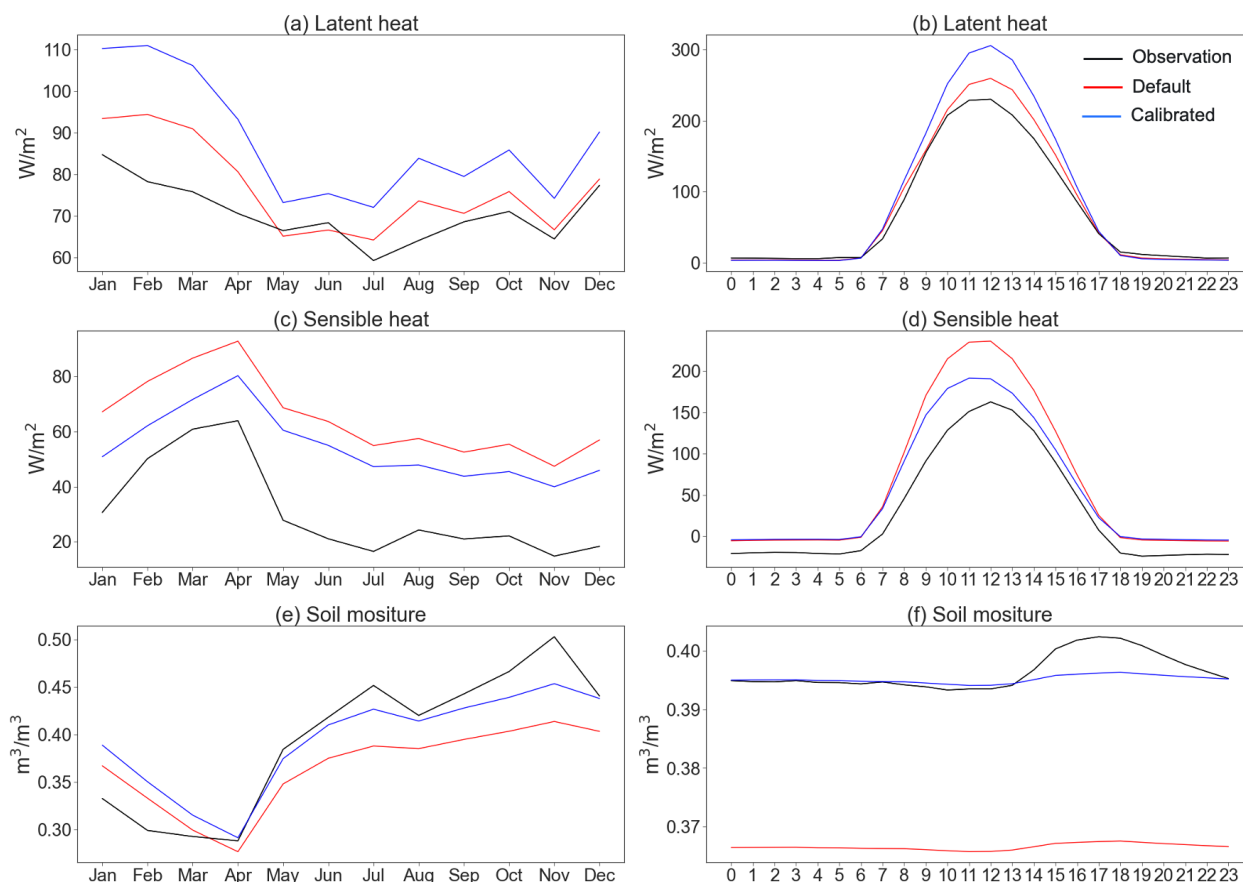 (a) Latent heat
110
100
90
80
70
60
W/m²
Jan Feb Mar Apr May Jun Jul Aug Sep Oct Nov Dec
(b) Latent heat
300
200
100
0
W/m²
Observation
Default
Calibrated
0 1 2 3 4 5 6 7 8 9 10 11 12 13 14 15 16 17 18 19 20 21 22 23
(c) Sensible heat
80
60
40
20
W/m²
Jan Feb Mar Apr May Jun Jul Aug Sep Oct Nov Dec
(d) Sensible heat
200
150
100
50
0
W/m²
0 1 2 3 4 5 6 7 8 9 10 11 12 13 14 15 16 17 18 19 20 21 22 23
(e) Soil mositure
0.50
0.45
0.40
0.35
0.30
m³/m³
Jan Feb Mar Apr May Jun Jul Aug Sep Oct Nov Dec
(f) Soil mositure
0.40
0.39
0.38
0.37
m³/m³
0 1 2 3 4 5 6 7 8 9 10 11 12 13 14 15 16 17 18 19 20 21 22 23